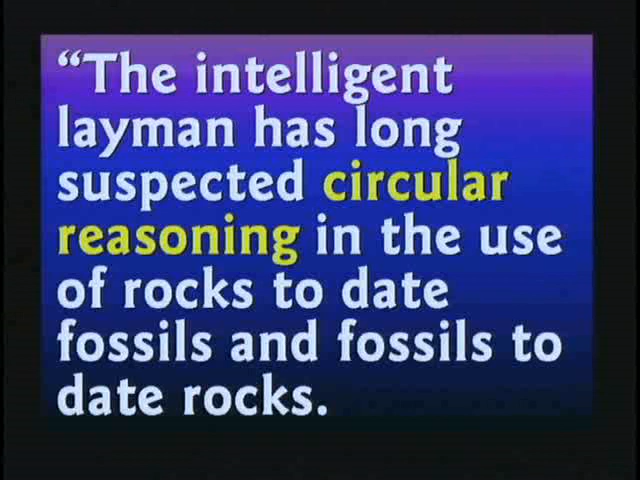 “The intelligent
layman has long
suspected circular
reasoning in the use
of rocks to date
fossils and fossils to
date rocks.